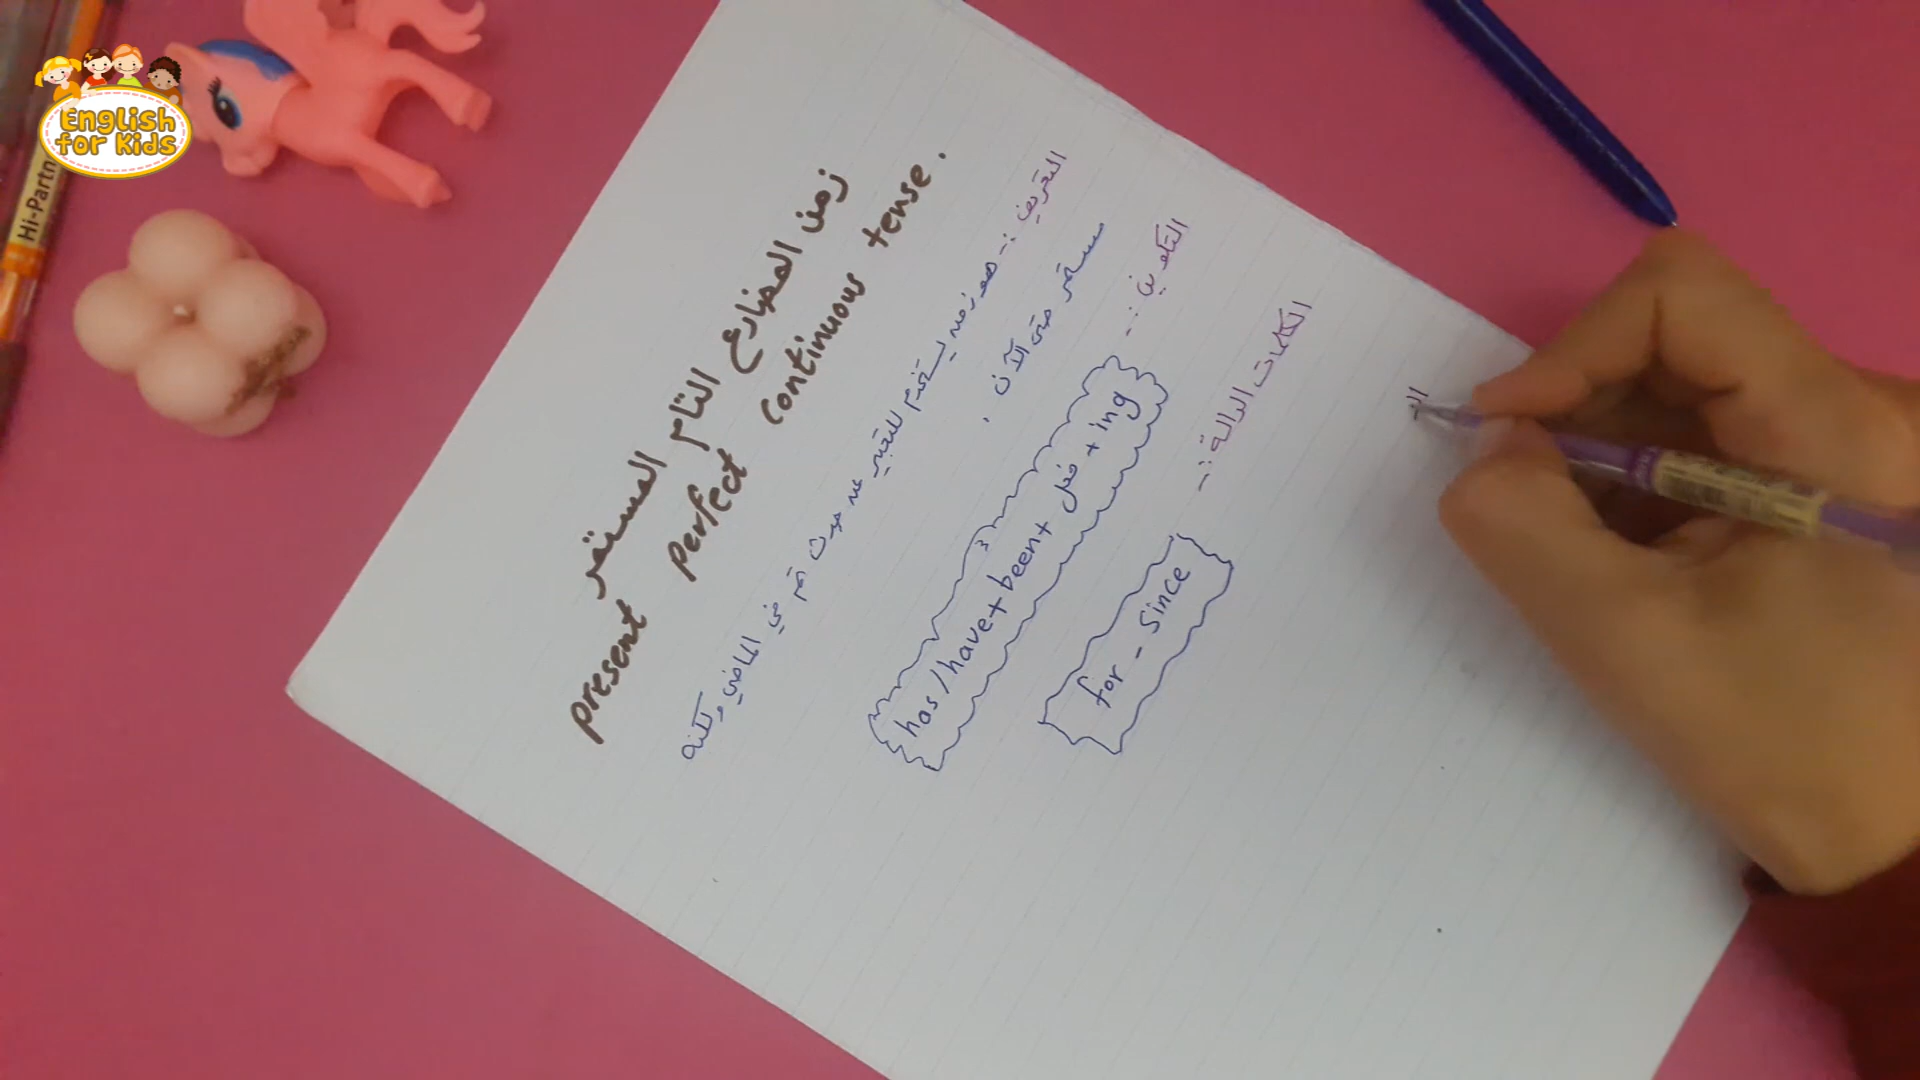 English
for Kids
Hi-Partn
زمن المضارع التام المستمر
present perfect continuous tense.
التعريف :- هو زمن يستخدم للتعبير عن حدث تم في الماضي ولكنه
مستمر حتى الآن .
التكوين :-
has/have + been + فعل + ing
الكلمات الدالة :-
for - since